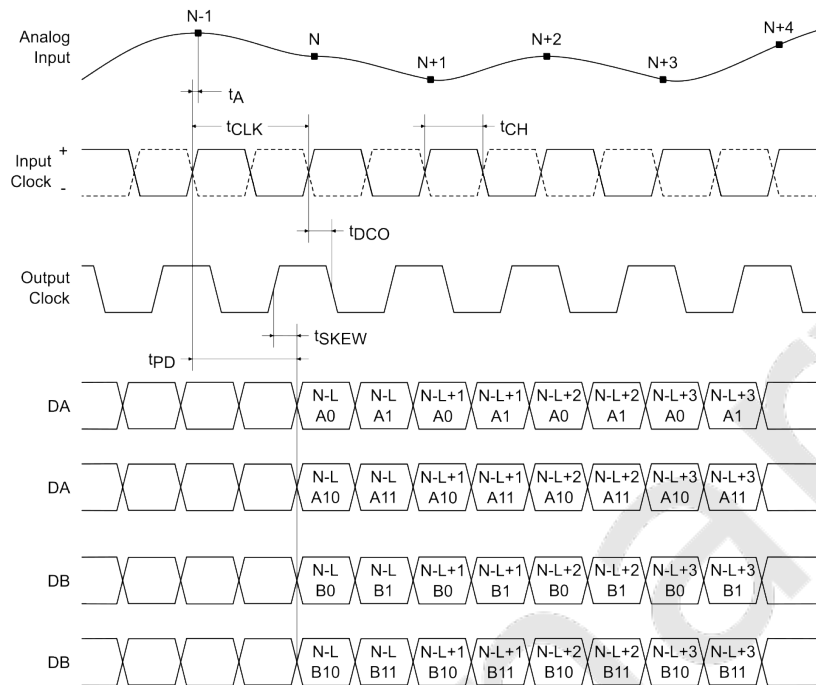 N-1
N
N+1
N+2
N+3
N+4
Analog
Input
tA
tCLK
tCH
Input
Clock
+
-
tDCO
Output
Clock
tSKEW
tPD
DA
N-L N-L N-L+1 N-L+1 N-L+2 N-L+2 N-L+3 N-L+3
A0 A1 A0 A1 A0 A1 A0 A1
DA
N-L N-L N-L+1 N-L+1 N-L+2 N-L+2 N-L+3 N-L+3
A10 A11 A10 A11 A10 A11 A10 A11
DB
N-L N-L N-L+1 N-L+1 N-L+2 N-L+2 N-L+3 N-L+3
B0 B1 B0 B1 B0 B1 B0 B1
DB
N-L N-L N-L+1 N-L+1 N-L+2 N-L+2 N-L+3 N-L+3
B10 B11 B10 B11 B10 B11 B10 B11